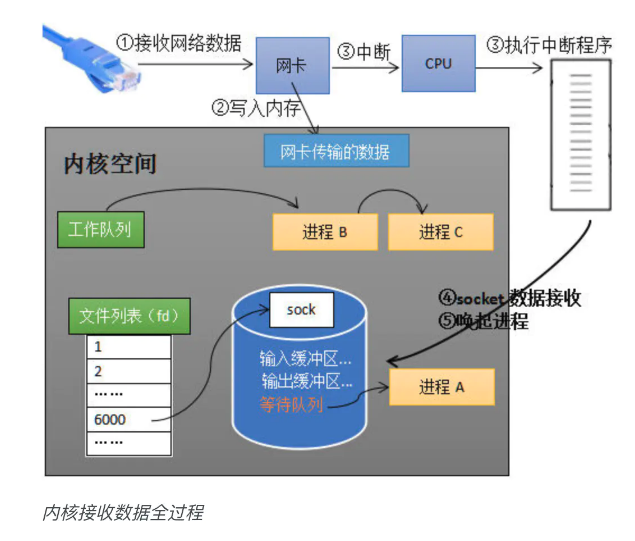 ①接收网络数据
网卡
③中断
CPU
③执行中断程序
②写入内存
内核空间
网卡传输的数据
工作队列
进程 B
进程 C
④socket 数据接收
⑤唤起进程
文件列表（fd）
sock
1
2
……
6000
……
输入缓冲区...
输出缓冲区...
等待队列
进程 A
内核接收数据全过程